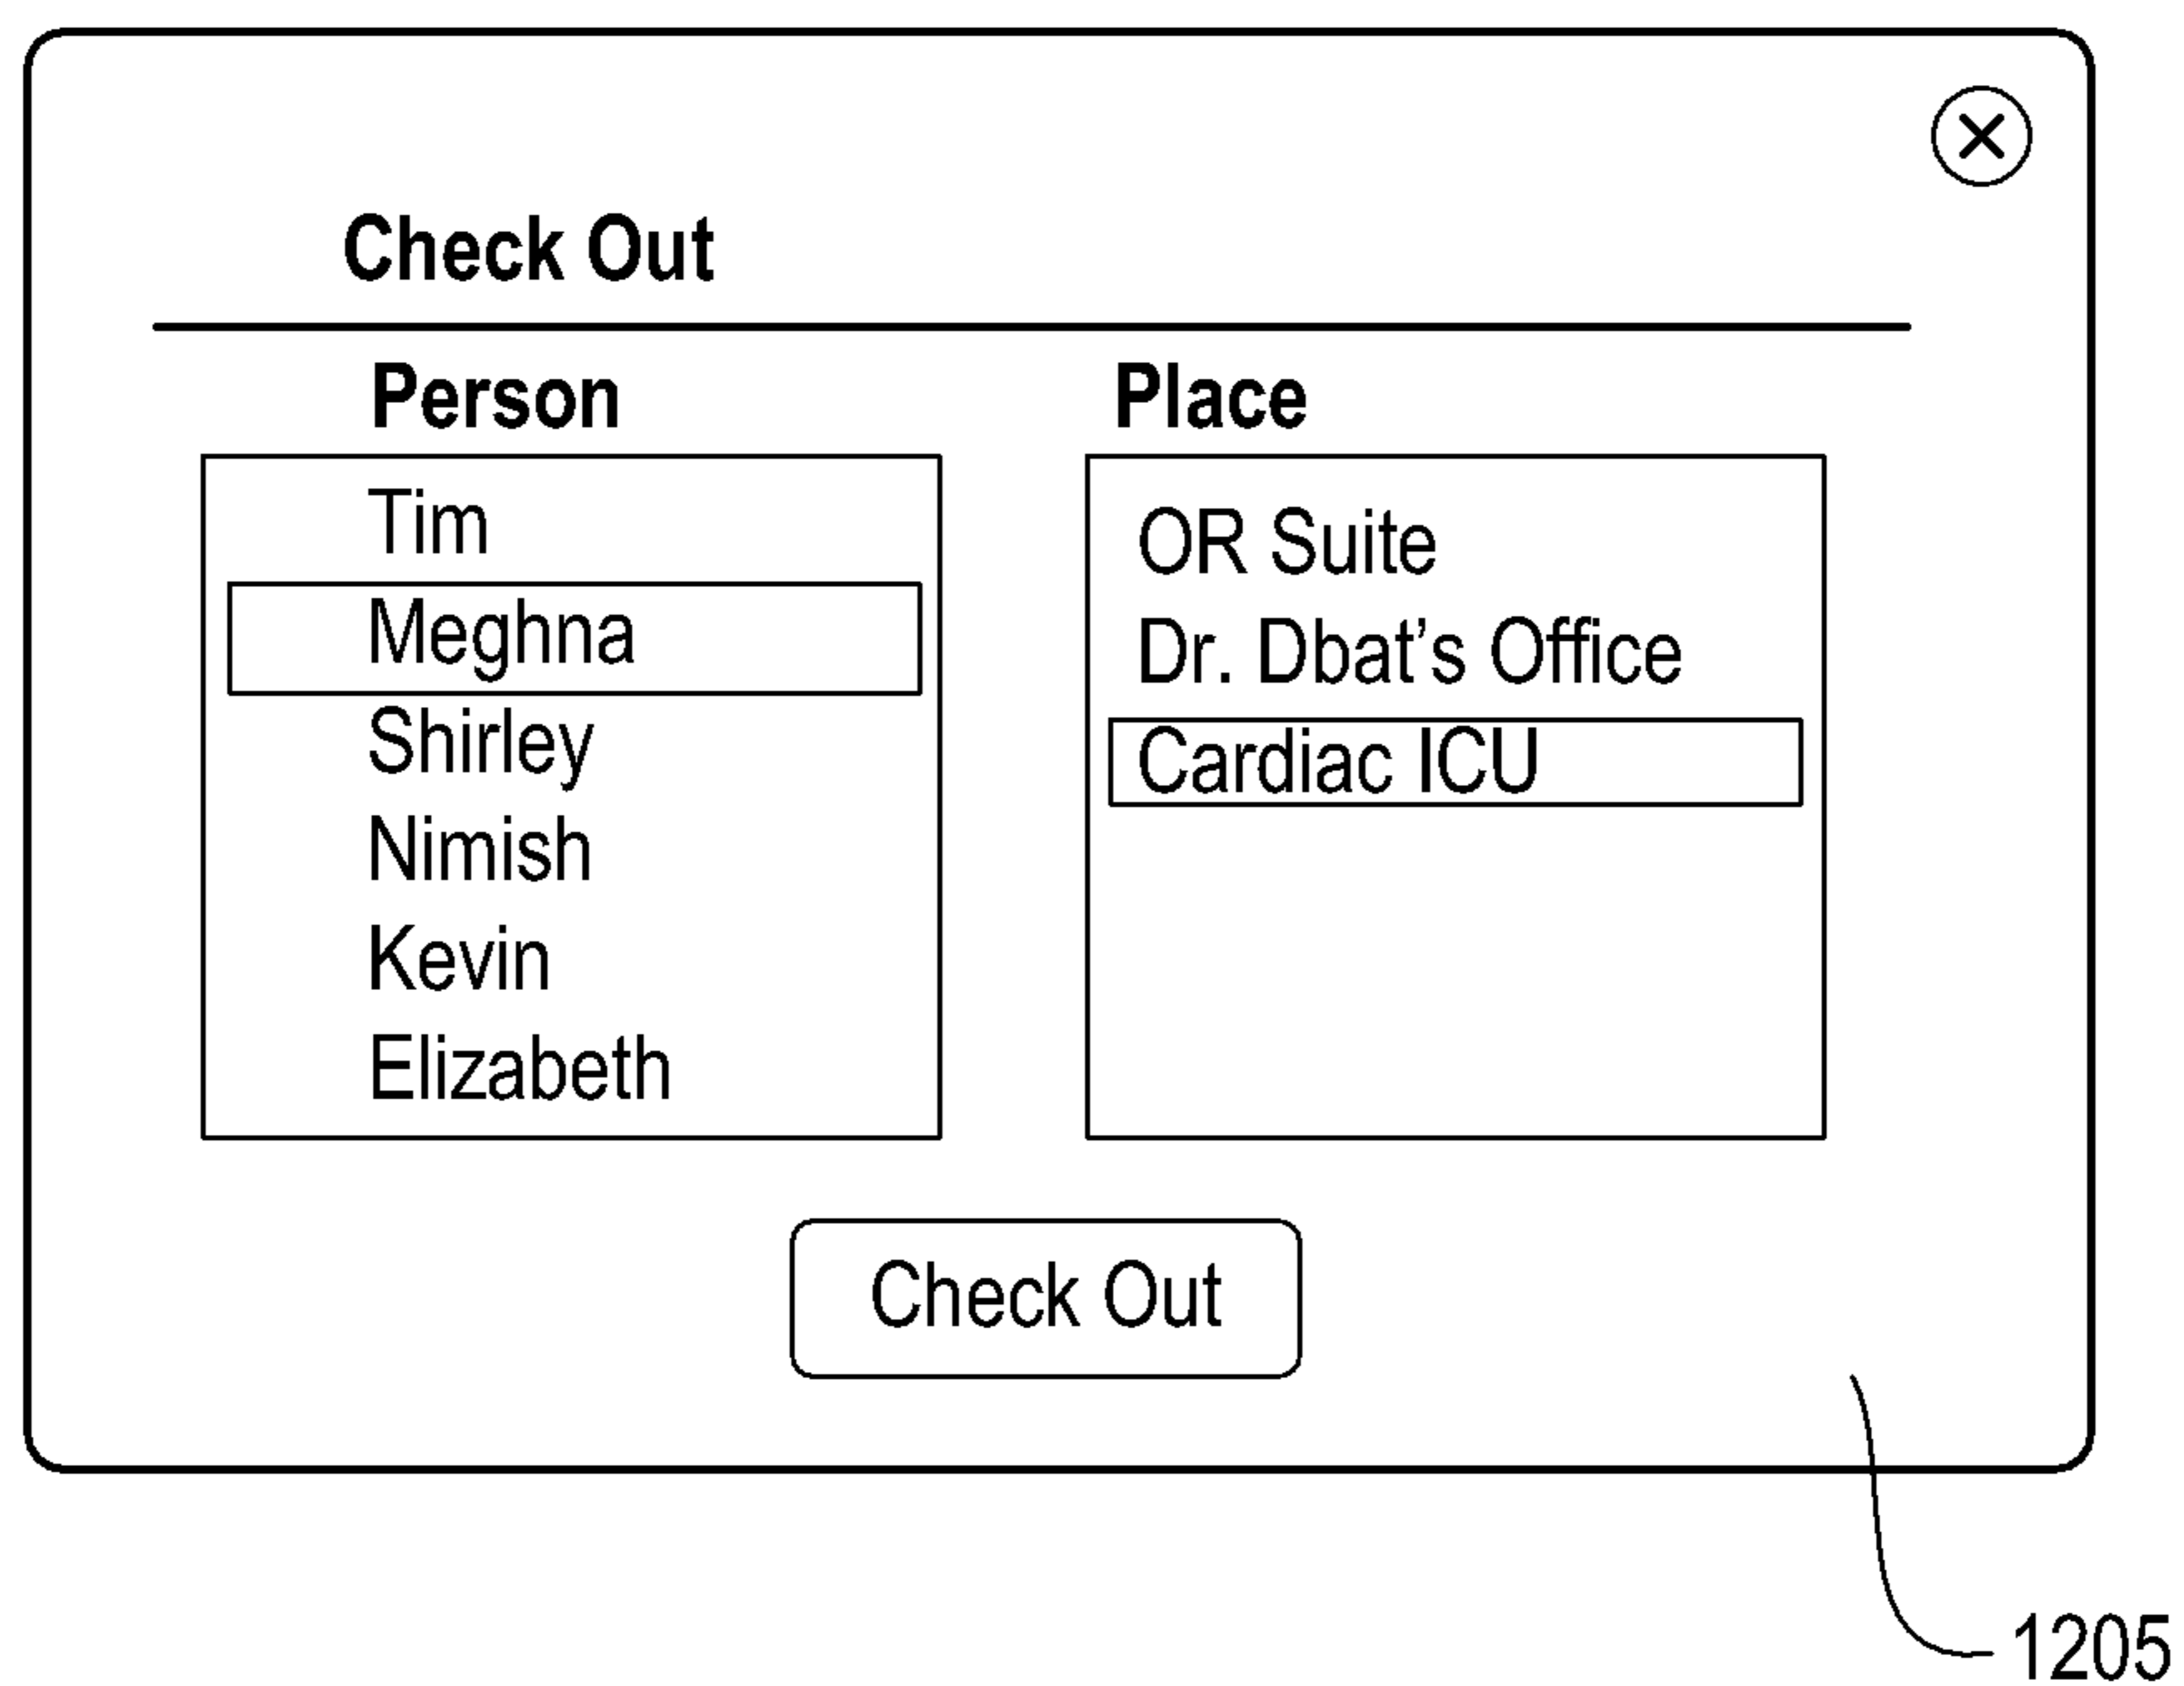 Check Out
Person
Tim
Meghna
Shirley
Nimish
Kevin
Elizabeth
Place
OR Suite
Dr. Dbat's Office
Cardiac ICU
Check Out
1205